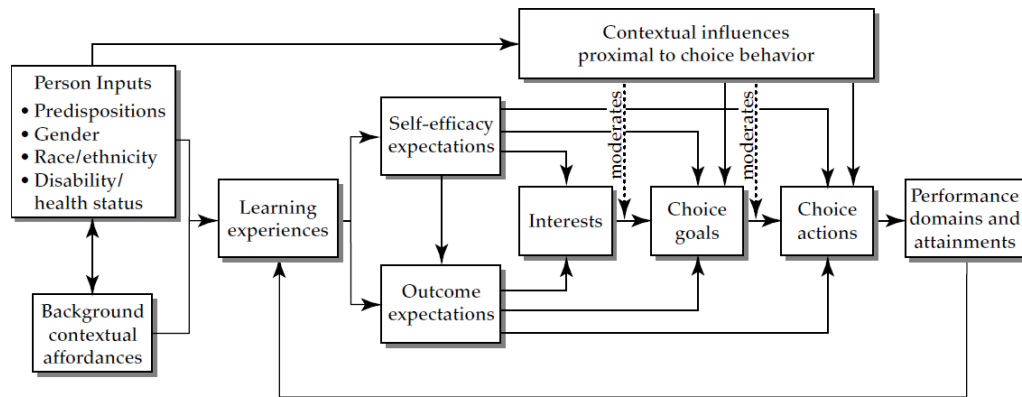 Contextual influences
proximal to choice behavior
Person Inputs
• Predispositions
• Gender
• Race/ethnicity
• Disability/
health status
Background
contextual
affordances
Learning
experiences
Self-efficacy
expectations
Outcome
expectations
Interests
moderates
Choice
goals
moderates
Choice
actions
Performance
domains and
attainments